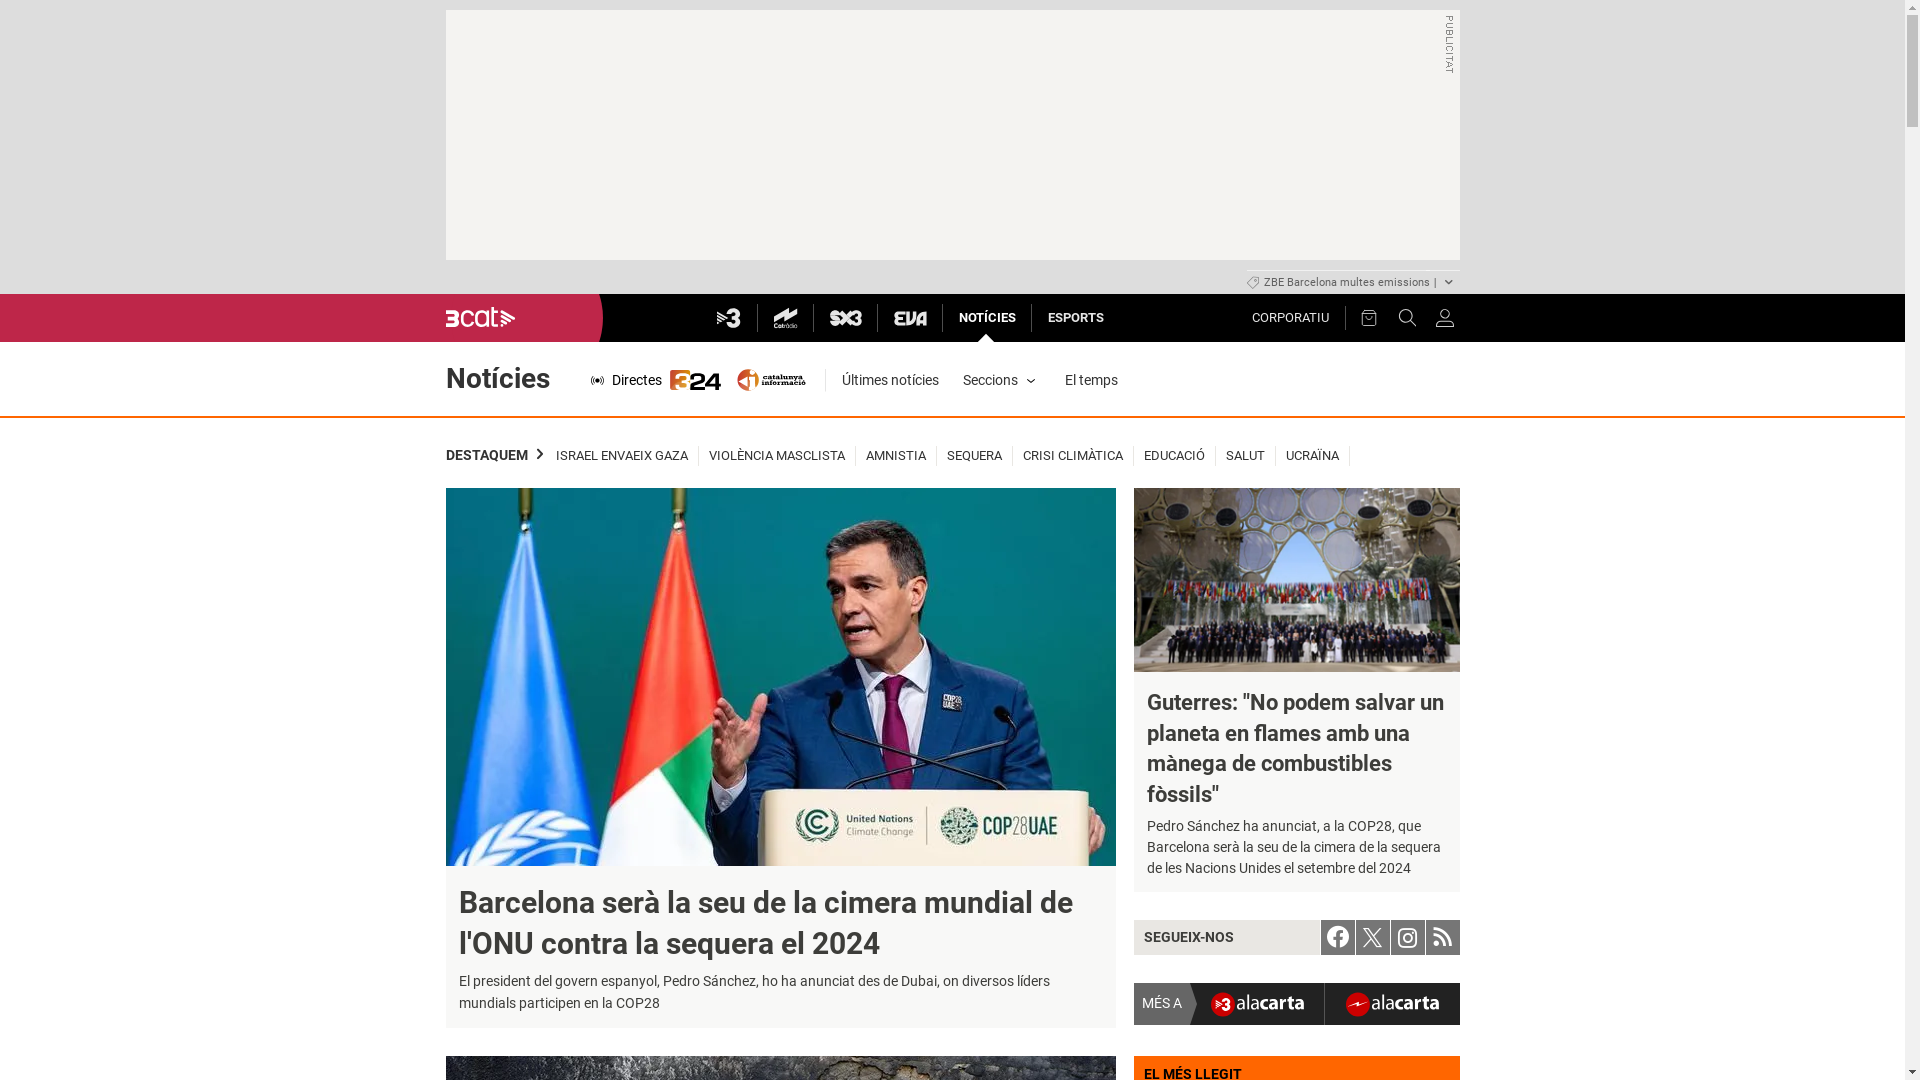 PUBLICITAT
ZBE Barcelona multes emissions |
3cat
3
Catràdio
SX3
EVA
NOTÍCIES
ESPORTS
CORPORATIU
Notícies
Directes
324
catalunya
informació
Últimes notícies
Seccions
El temps
DESTAQUEM
ISRAEL ENVAEIX GAZA
VIOLÈNCIA MASCLISTA
AMNISTIA
SEQUERA
CRISI CLIMÀTICA
EDUCACIÓ
SALUT
UCRAÏNA
COP28
UAE
United Nations
Climate Change
COP28UAE
Barcelona serà la seu de la cimera mundial de
l'ONU contra la sequera el 2024
El president del govern espanyol, Pedro Sánchez, ho ha anunciat des de Dubai, on diversos líders
mundials participen en la COP28
Guterres: "No podem salvar un
planeta en flames amb una
mànega de combustibles
fòssils"
Pedro Sánchez ha anunciat, a la COP28, que
Barcelona serà la seu de la cimera de la sequera
de les Nacions Unides el setembre del 2024
SEGUEIX-NOS
MÉS A
3alacarta
alacarta
EL MÉS LLEGIT